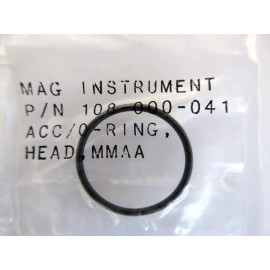 MAG INSTRUMENT
P/N 108-000-041
ACC/O-RING,
HEAD,MMAA